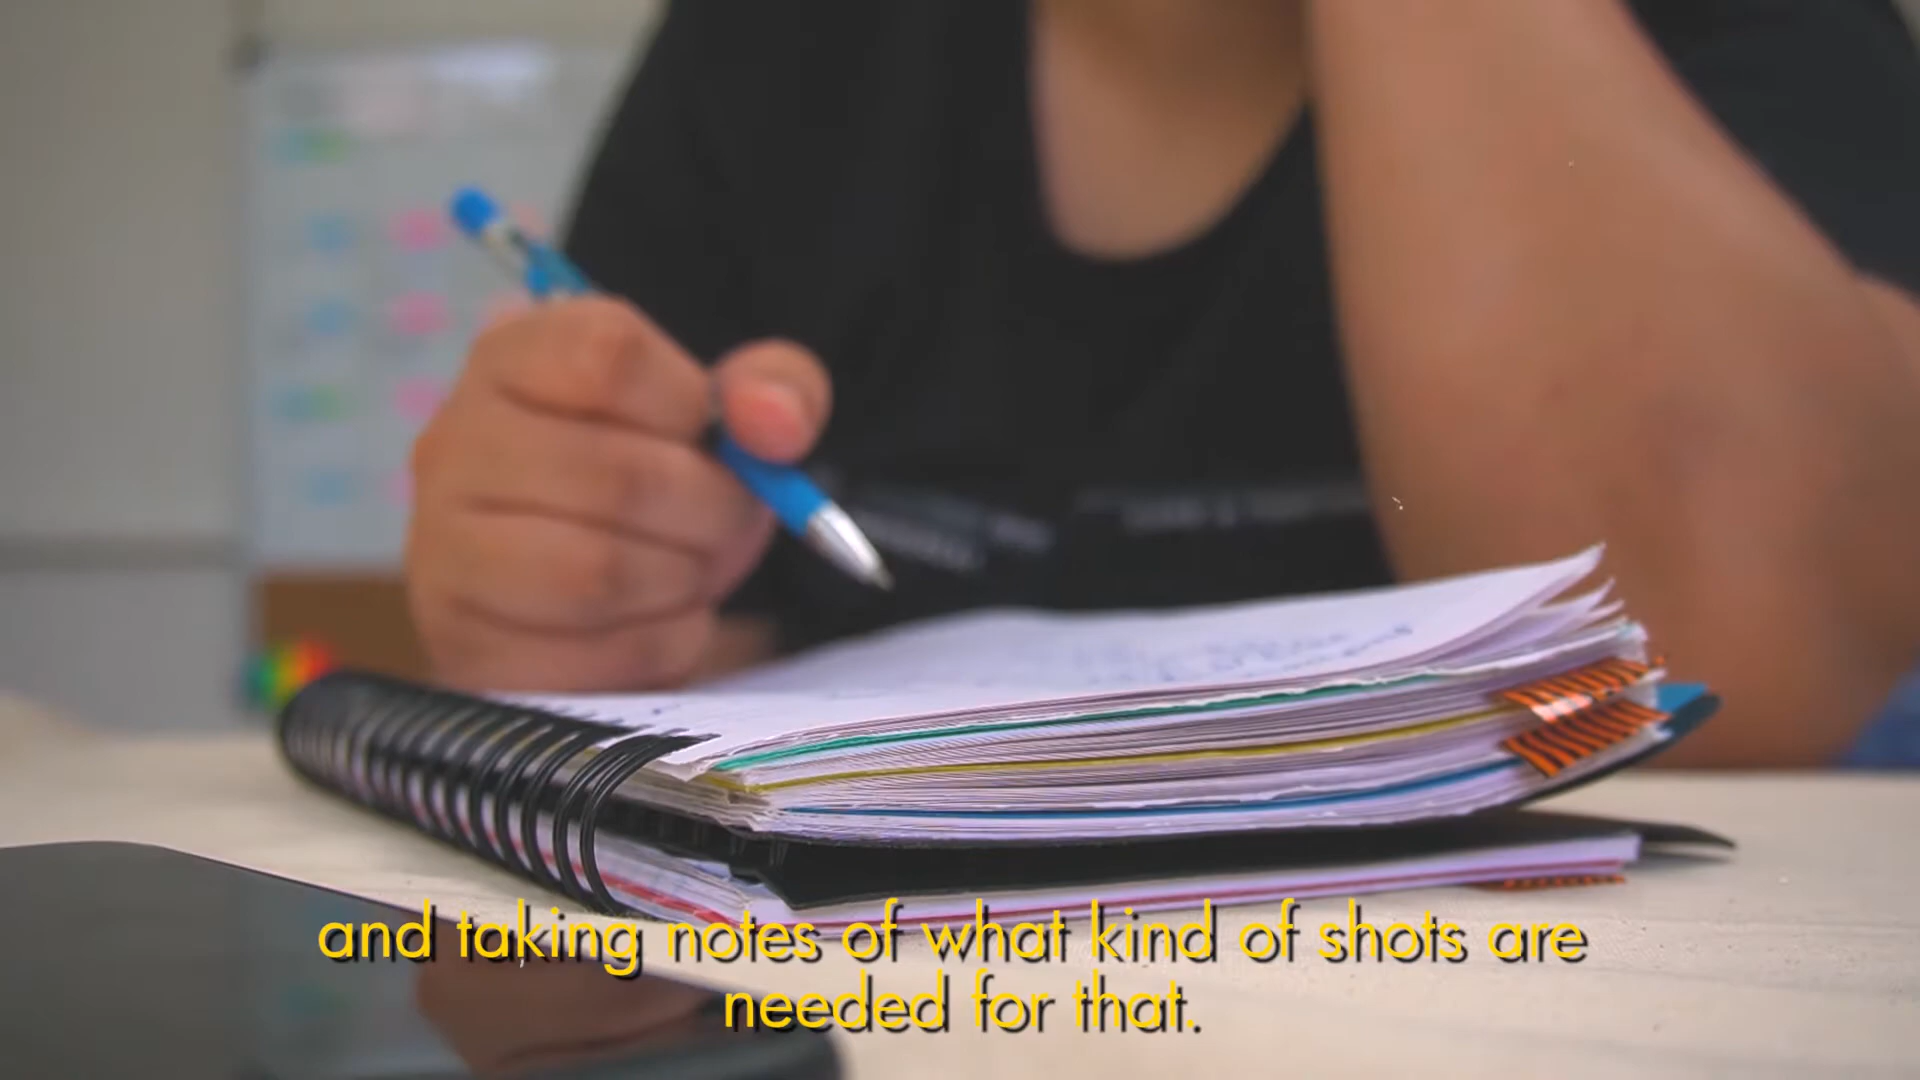 and taking notes of what kind of shots are
needed for that.